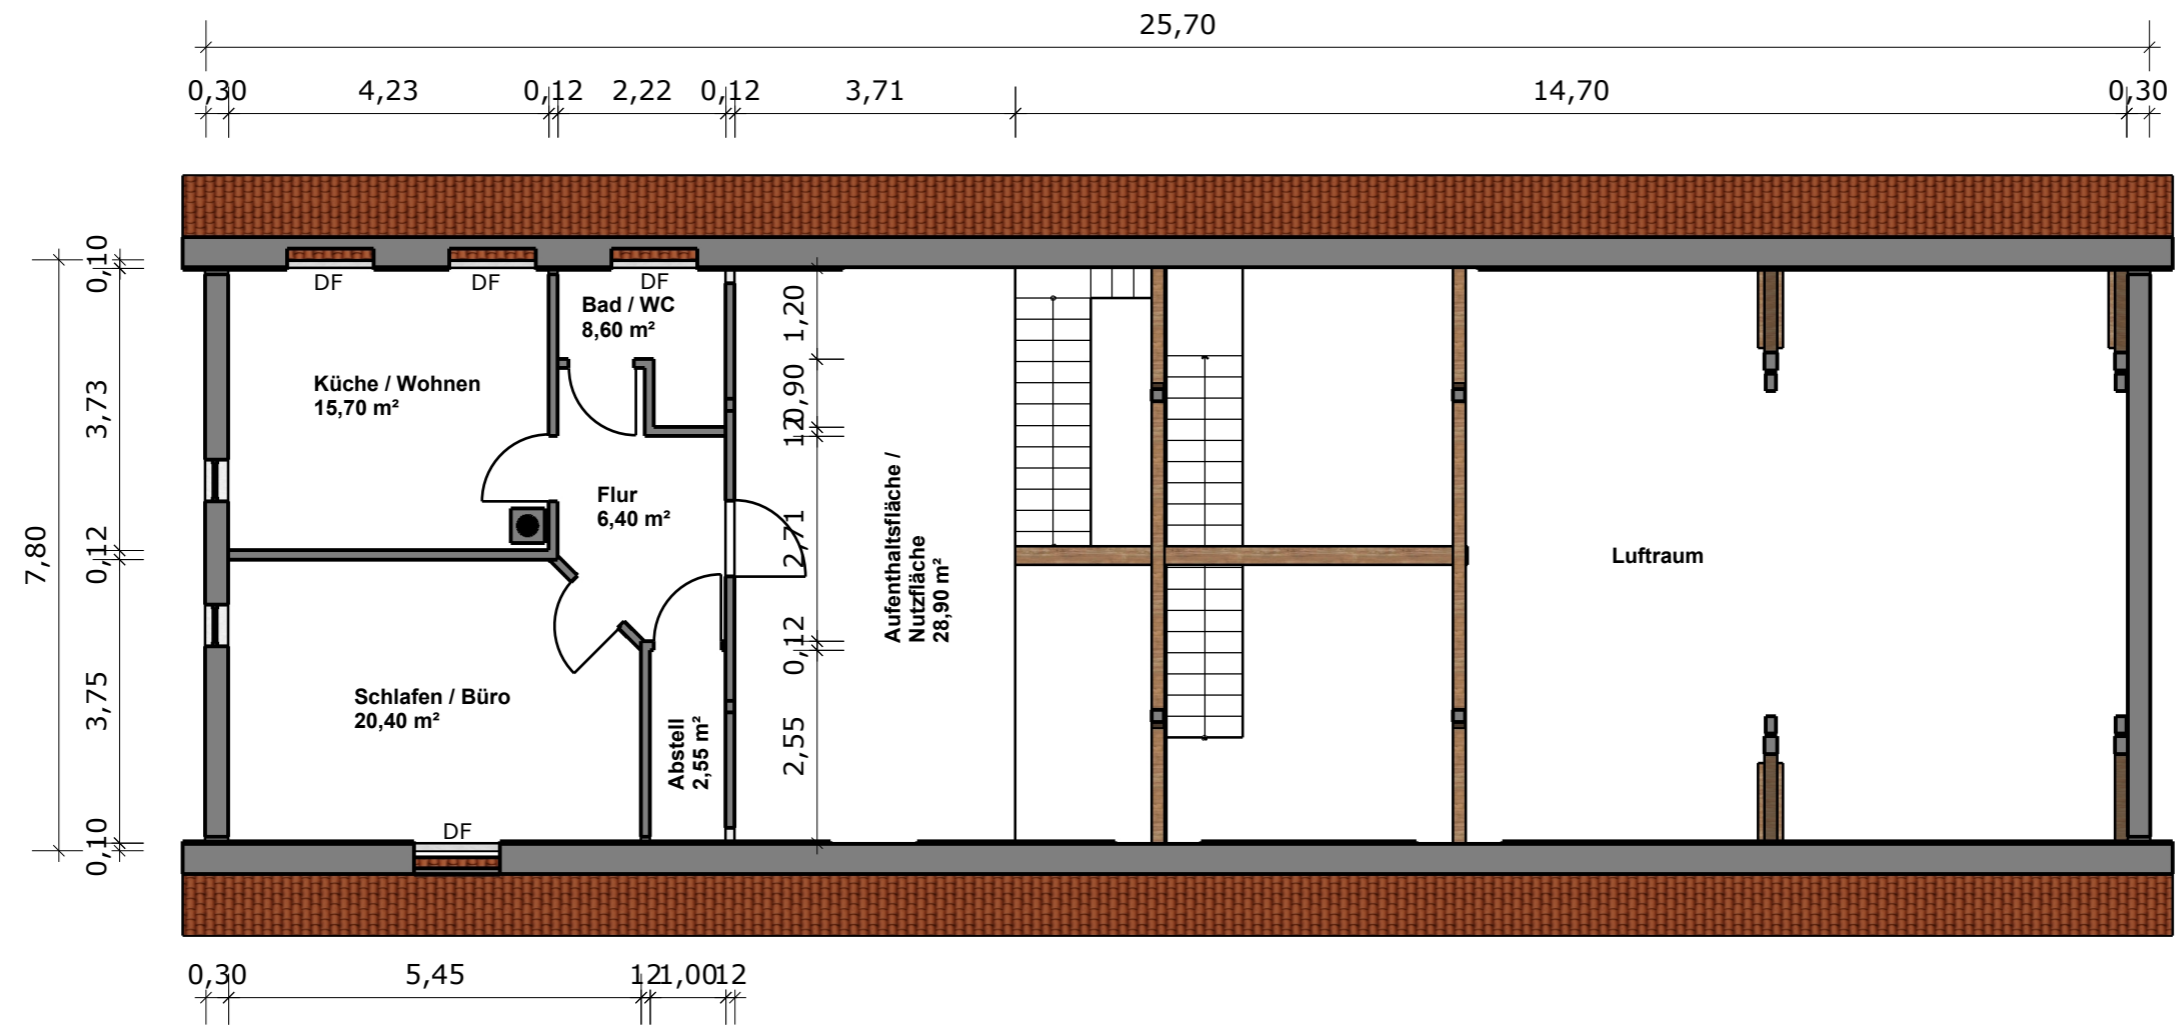 25,70
0,30 4,23 0,12 2,22 0,12 3,71 14,70 0,30
0,10
3,73
0,12
3,75
0,10
7,80
DF
DF
DF
Bad / WC
8,60 m²
Küche / Wohnen
15,70 m²
Flur
6,40 m²
Schlafen / Büro
20,40 m²
Abstell
2,55 m²
DF
1,20
0,90
12
2,71
0,12
2,55
Aufenthaltsfläche /
Nutzfläche
28,90 m²
Luftraum
0,30 5,45 12 1,00 12